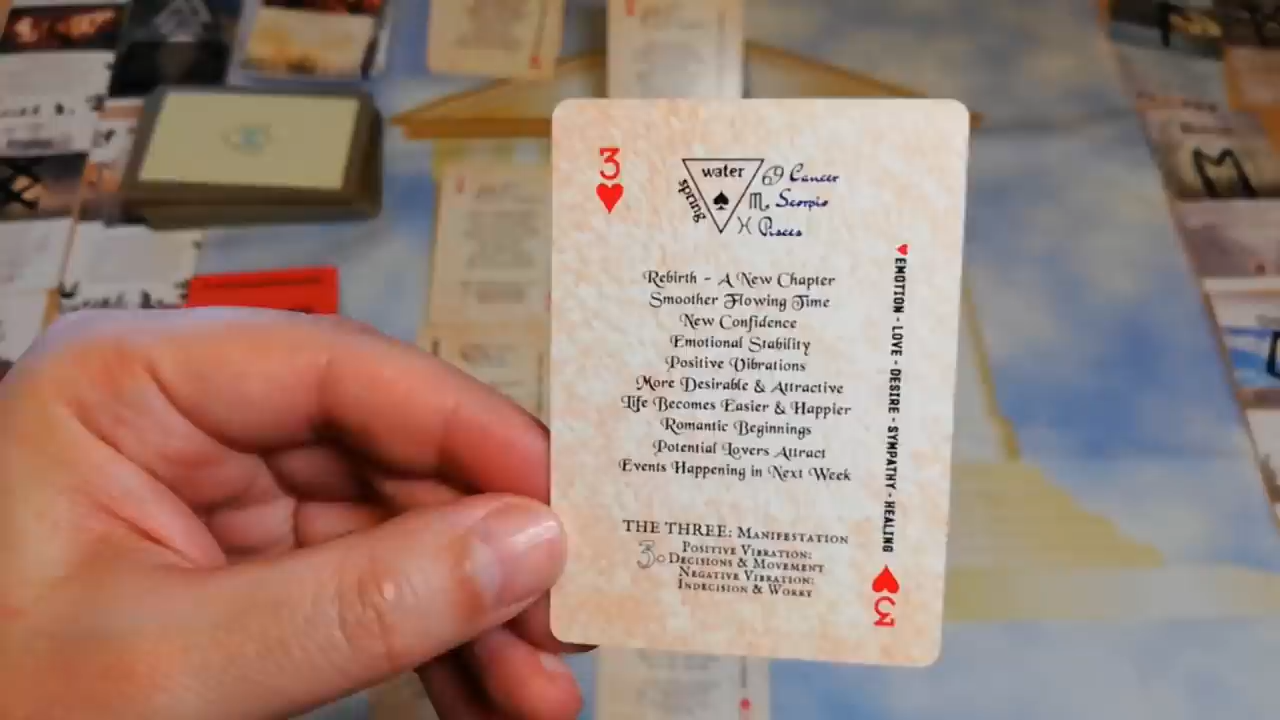 3
water
spring
69 Cancer
♏ Scorpio
♓ Pisces
Rebirth - A New Chapter
Smoother Flowing Time
New Confidence
Emotional Stability
Positive Vibrations
More Desirable & Attractive
Life Becomes Easier & Happier
Romantic Beginnings
Potential Lovers Attract
Events Happening in Next Week
EMOTION - LOVE - DESIRE - SYMPATHY - HEALING
THE THREE: MANIFESTATION
3. POSITIVE VIBRATION:
DECISIONS & MOVEMENT
NEGATIVE VIBRATION:
INDECISION & WORRY
3